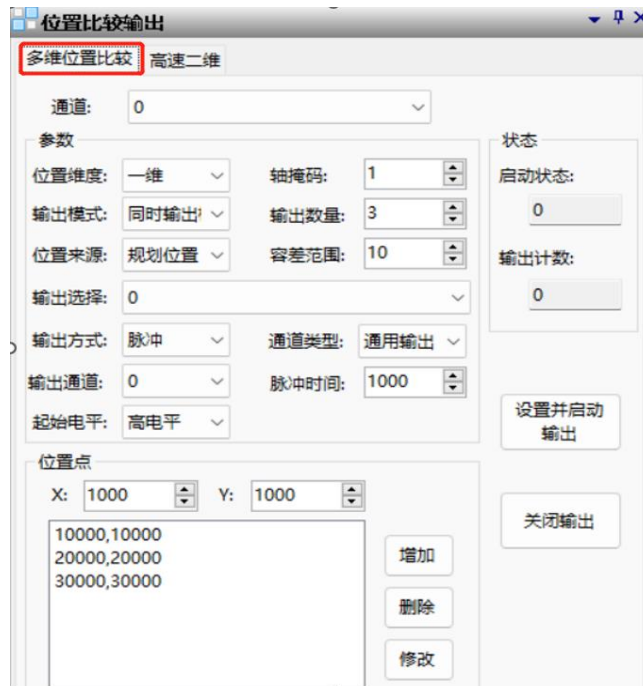 位置比较输出
多维位置比较 高速二维
通道: 0
参数
位置维度: 一维 轴掩码: 1
输出模式: 同时输出 输出数量: 3
位置来源: 规划位置 容差范围: 10
输出选择: 0
输出方式: 脉冲 通道类型: 通用输出
输出通道: 0 脉冲时间: 1000
起始电平: 高电平
状态
启动状态:
0
输出计数:
0
设置并启动
输出
关闭输出
位置点
X: 1000 Y: 1000
10000,10000
20000,20000
30000,30000
增加
删除
修改